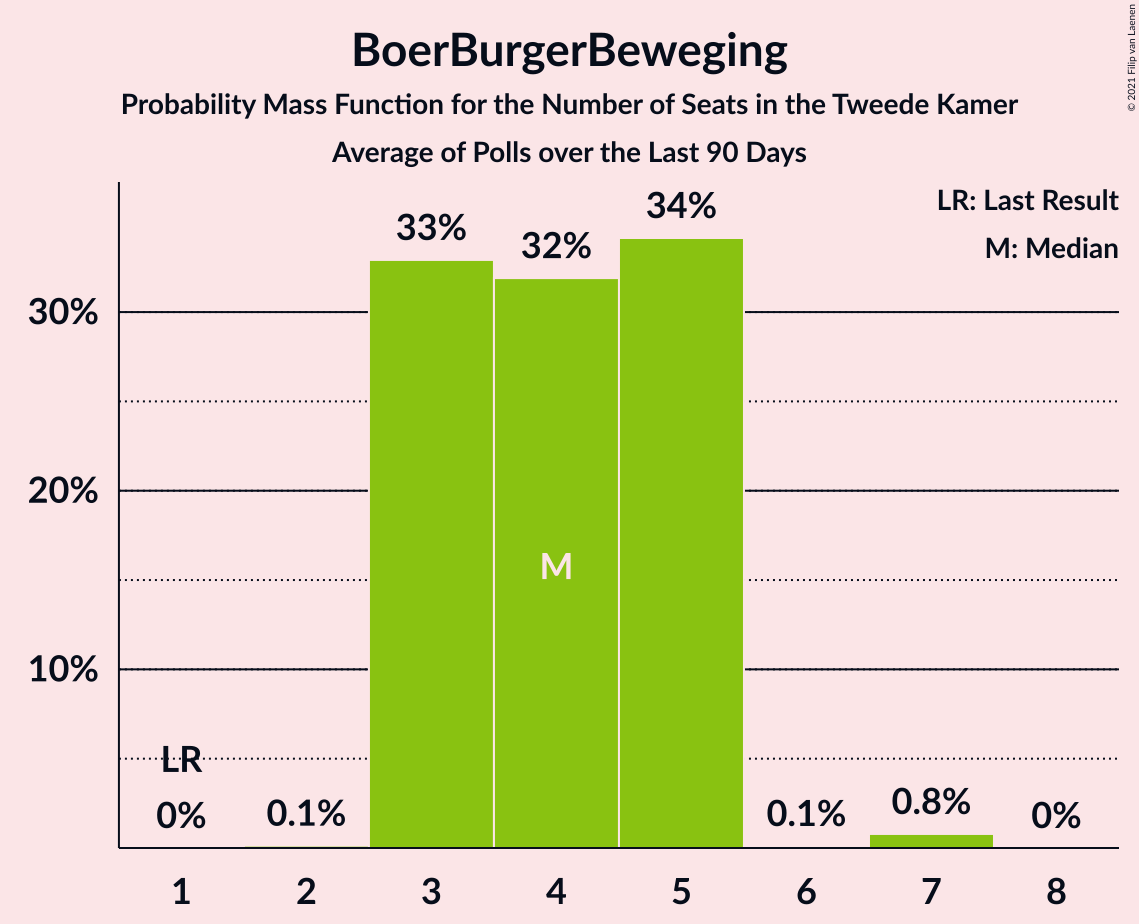 BoerBurgerBeweging
Probability Mass Function for the Number of Seats in the Tweede Kamer
Average of Polls over the Last 90 Days
© 2021 Filip van Laenen
LR: Last Result
M: Median
33%
32%
34%
30%
20%
10%
M
LR
0%
0.1%
0.1%
0.8%
0%
1 2 3 4 5 6 7 8